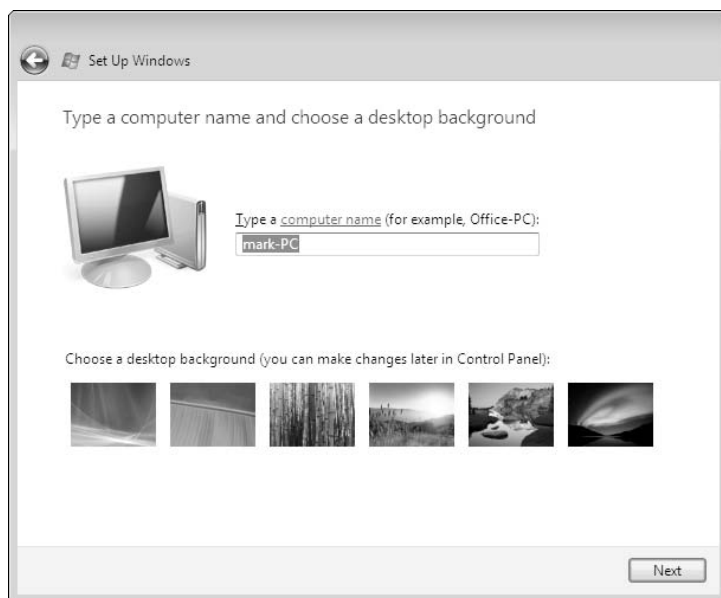 Set Up Windows
Type a computer name and choose a desktop background
Type a computer name (for example, Office-PC):
mark-PC
Choose a desktop background (you can make changes later in Control Panel):
Next